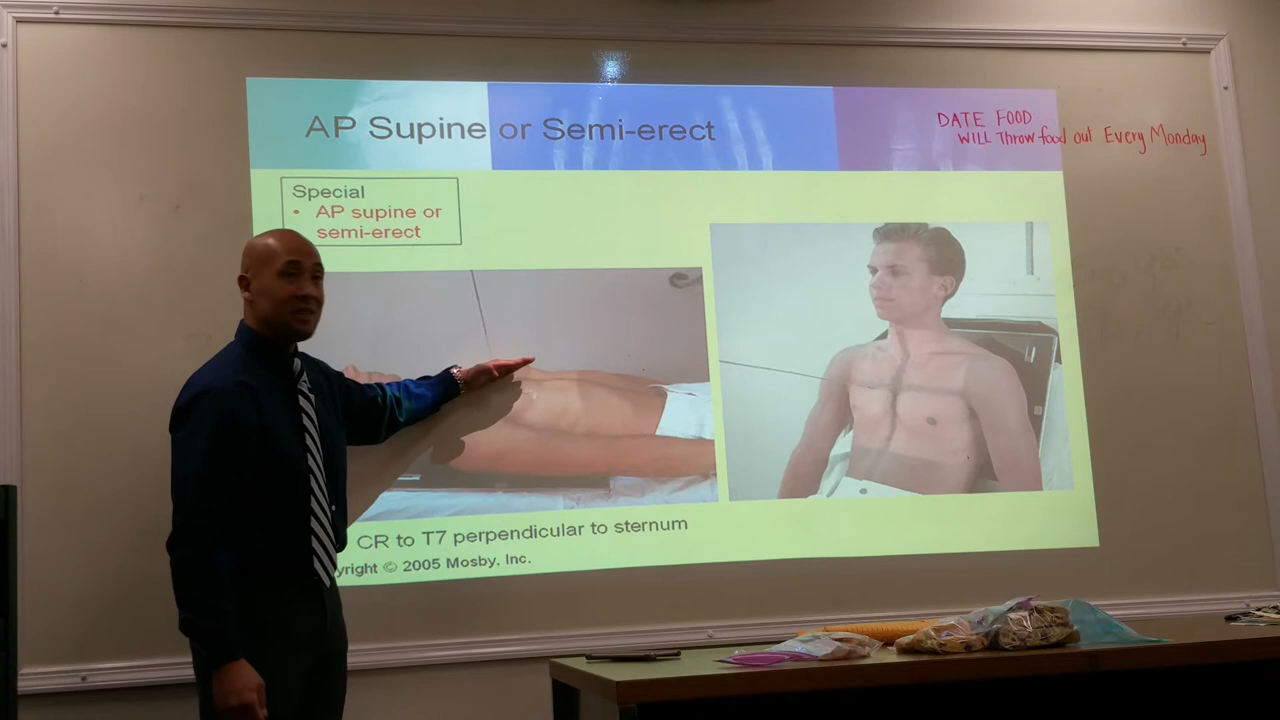 AP Supine or Semi-erect
DATE FOOD
WILL Throw food out Every Monday
Special
• AP supine or
semi-erect
CR to T7 perpendicular to sternum
yright © 2005 Mosby, Inc.